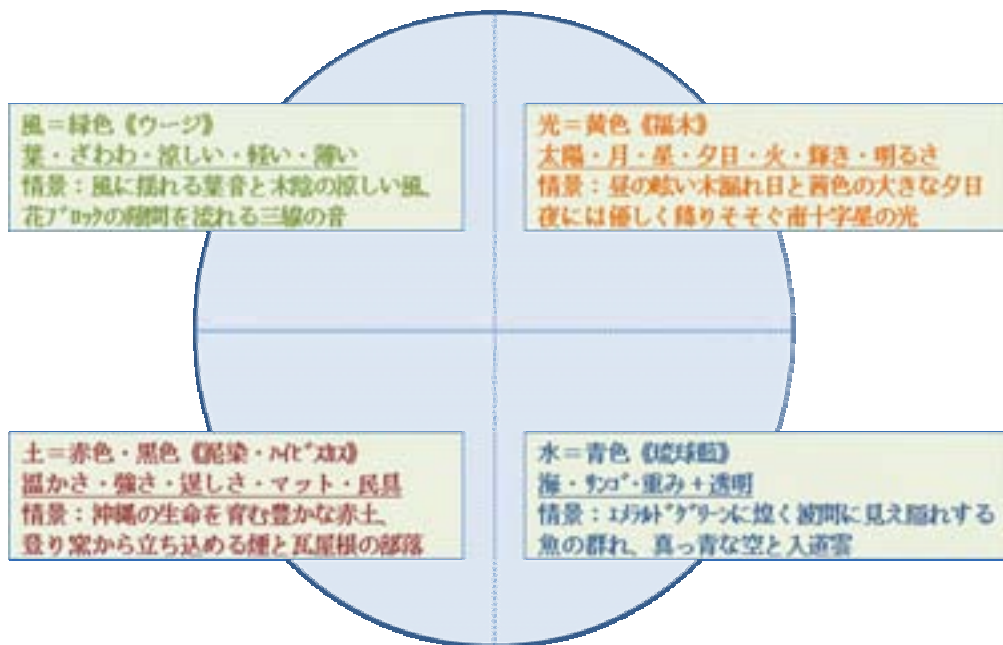 風＝緑色《ウージ》
葉・ざわわ・涼しい・軽い・薄い
情景：風に揺れる葉音と木陰の涼しい風、
花ﾌﾞﾛｯｸの隙間を流れる三線の音
光＝黄色《福木》
太陽・月・星・夕日・火・輝き・明るさ
情景：昼の眩い木漏れ日と茜色の大きな夕日
夜には優しく降りそそぐ南十字星の光
土＝赤色・黒色《泥染・ﾊｲﾋﾞｽｶｽ》
温かさ・強さ・逞しさ・マット・民具
情景：沖縄の生命を育む豊かな赤土、
登り窯から立ち込める煙と瓦屋根の部落
水＝青色《琉球藍》
海・ｻﾝｺﾞ・重み＋透明
情景：ｴﾒﾗﾙﾄﾞｸﾞﾘｰﾝに煌く波間に見え隠れする
魚の群れ、真っ青な空と入道雲